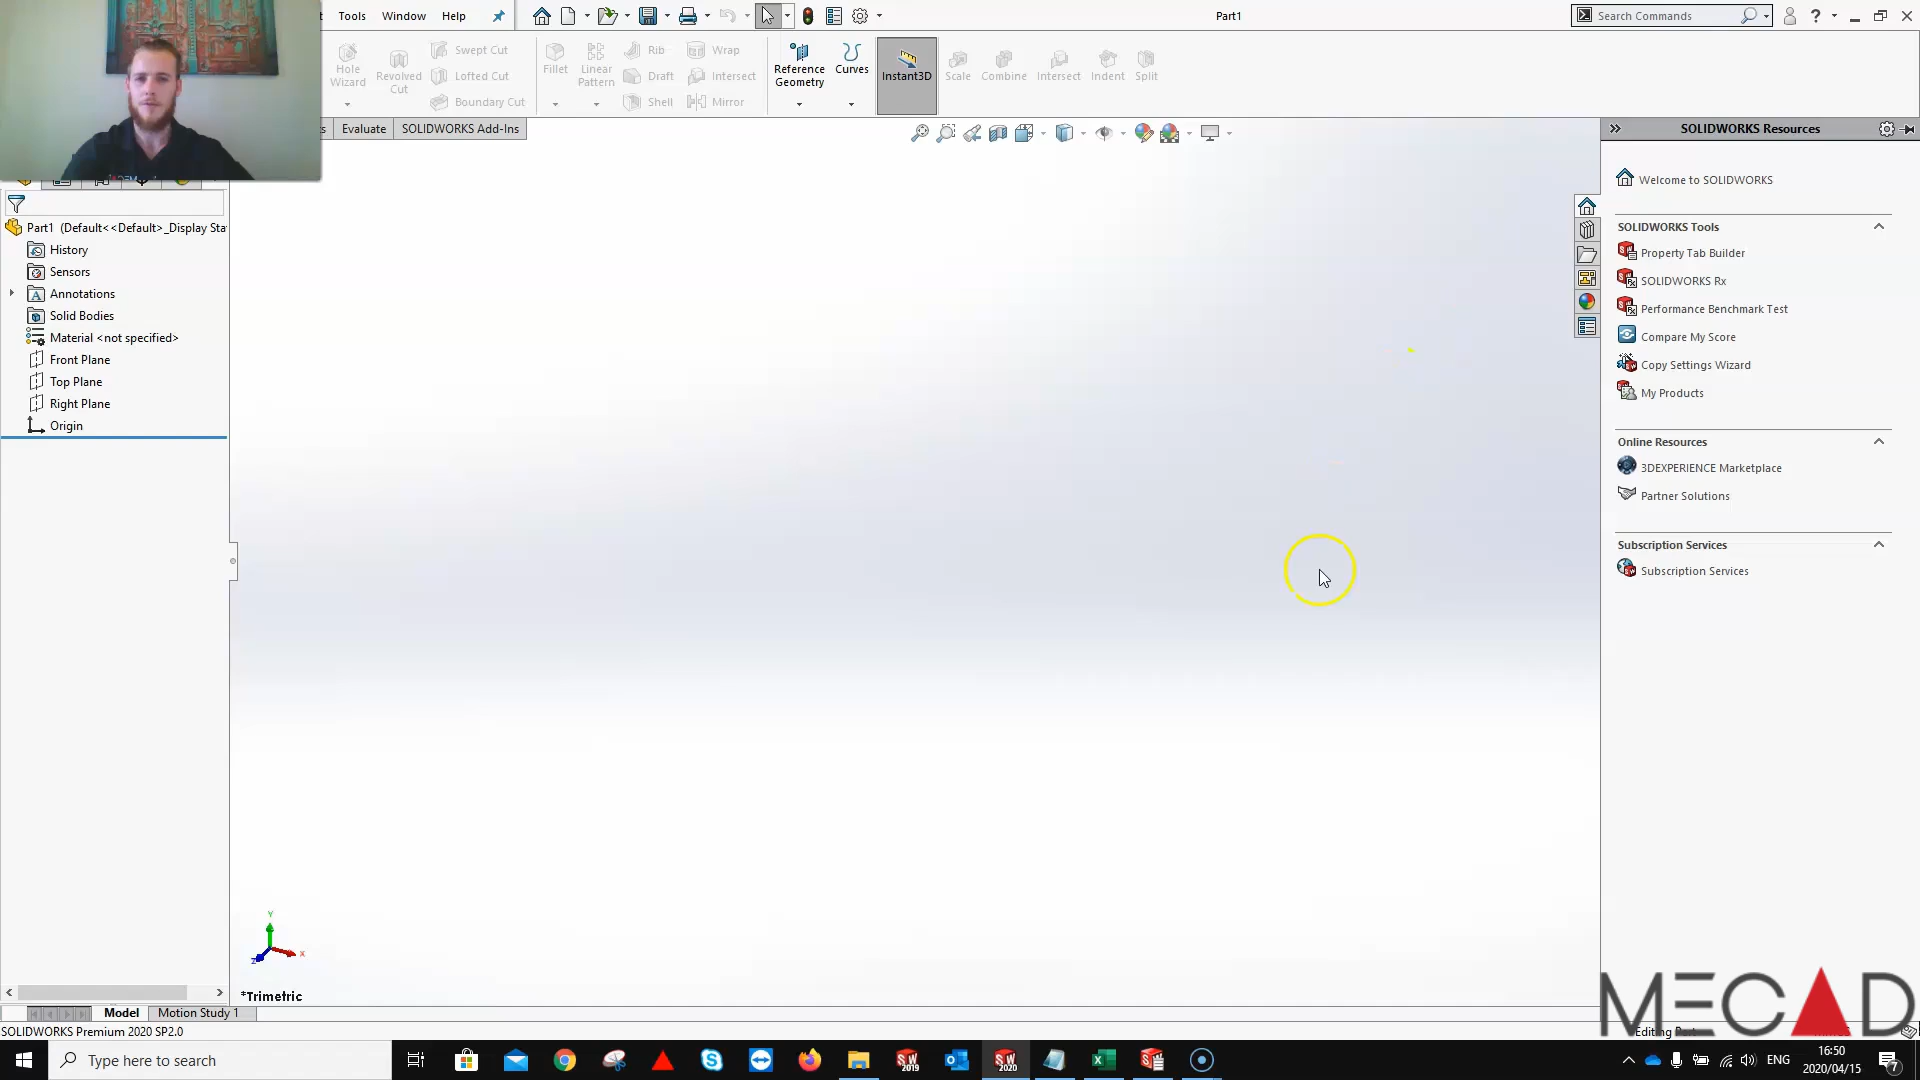 Tools Window Help
Part1
Search Commands
Hole Wizard
Revolved Cut
Swept Cut
Lofted Cut
Boundary Cut
Fillet
Linear Pattern
Rib
Draft
Shell
Wrap
Intersect
Mirror
Reference Geometry
Curves
Instant3D
Scale
Combine
Intersect
Indent
Split
Evaluate
SOLIDWORKS Add-Ins
Part1 (Default<<Default>_Display Sta
History
Sensors
Annotations
Solid Bodies
Material <not specified>
Front Plane
Top Plane
Right Plane
Origin
SOLIDWORKS Resources
Welcome to SOLIDWORKS
SOLIDWORKS Tools
Property Tab Builder
SOLIDWORKS Rx
Performance Benchmark Test
Compare My Score
Copy Settings Wizard
My Products
Online Resources
3DEXPERIENCE Marketplace
Partner Solutions
Subscription Services
Subscription Services
Y
X
Z
*Trimetric
Model
Motion Study 1
SOLIDWORKS Premium 2020 SP2.0
MECAD
Type here to search
SW 2019
SW 2020
ENG
16:50
2020/04/15
7